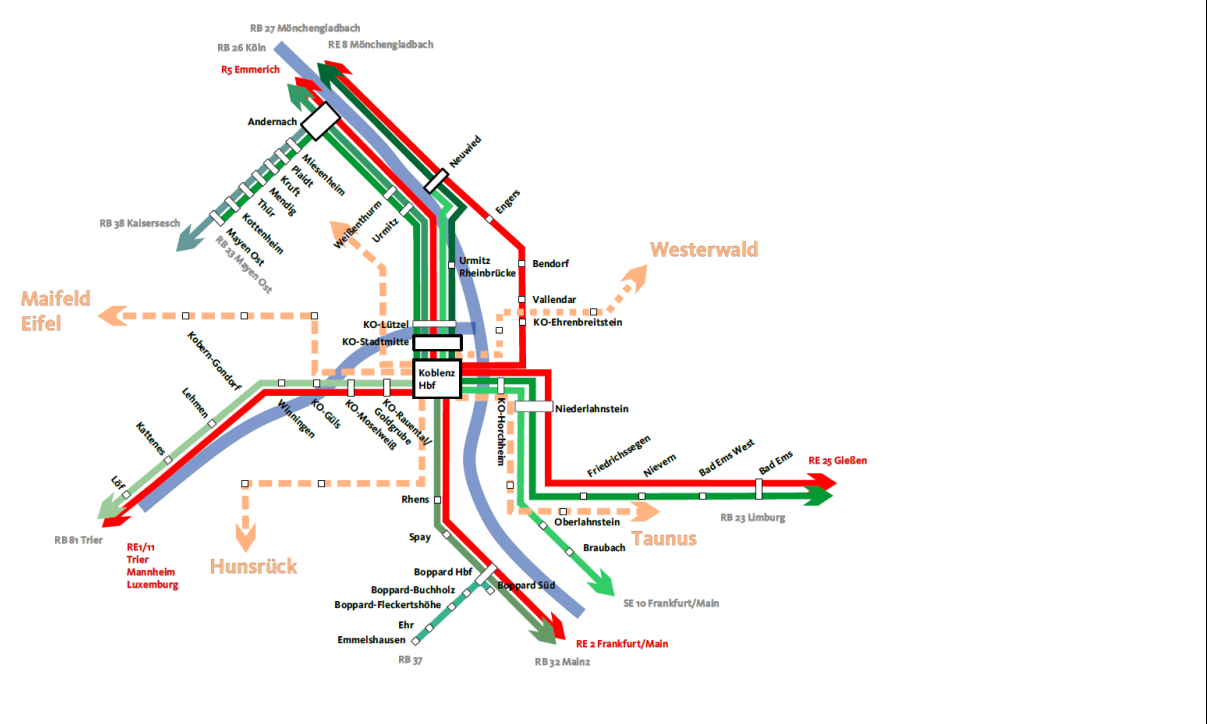 RB 27 Mönchengladbach
RB 26 Köln
RE 8 Mönchengladbach
R5 Emmerich
Andernach
Neuwied
Miesenheim
Plaidt
Kruft
Mendig
Thür
Kottenheim
Mayen Ost
RB 38 Kaisersesch
RB 23 Mayen Ost
Weißenthurm
Urmitz
Engers
Urmitz
Rheinbrücke
Bendorf
Vallendar
KO-Ehrenbreitstein
Westerwald
Maifeld
Eifel
KO-Lützel
KO-Stadtmitte
Koblenz
Hbf
Kobern-Gondorf
Lehmen
Kattenes
Löf
Winningen
KO-Güls
KO-Moselweiß
KO-Rauental/
Goldgrube
KO-Horchheim
Niederlahnstein
Friedrichssegen
Nievern
Bad Ems West
Bad Ems
RE 25 Gießen
RB 23 Limburg
Oberlahnstein
Taunus
Braubach
SE 10 Frankfurt/Main
RB 81 Trier
RE1/11
Trier
Mannheim
Luxemburg
Hunsrück
Rhens
Spay
Boppard Hbf
Boppard Süd
Boppard-Buchholz
Boppard-Fleckertshöhe
Ehr
Emmelshausen
RB 37
RE 2 Frankfurt/Main
RB 32 Mainz